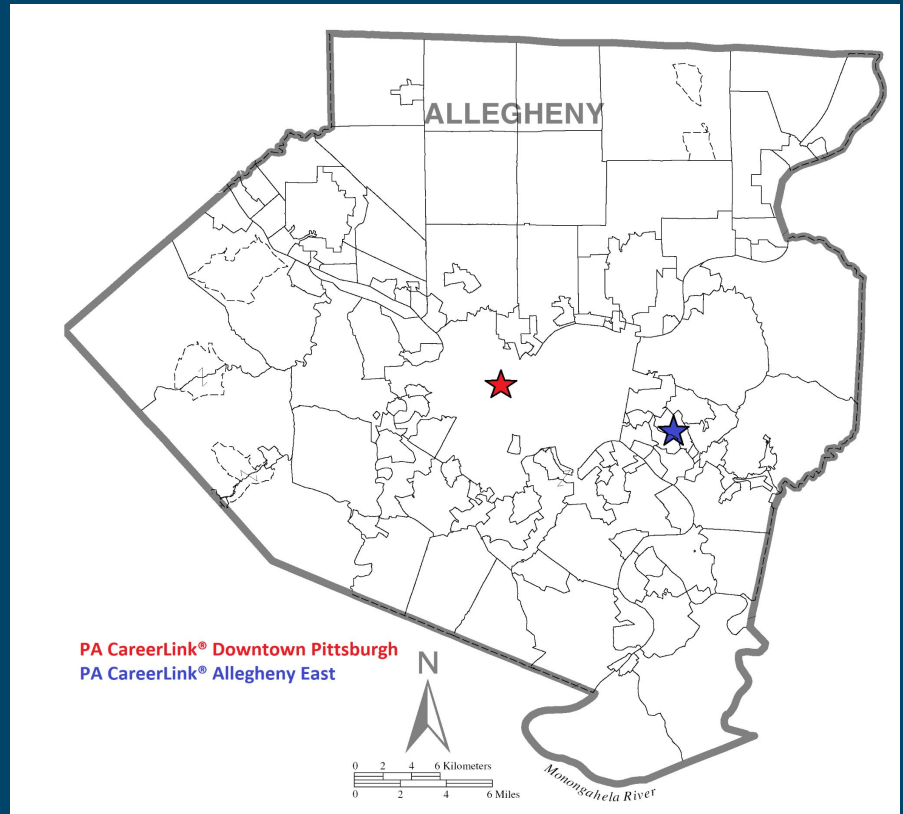 ALLEGHENY
PA CareerLink® Downtown Pittsburgh
PA CareerLink® Allegheny East
N
0 2 4 6 Kilometers
0 2 4 6 Miles
Monongahela River